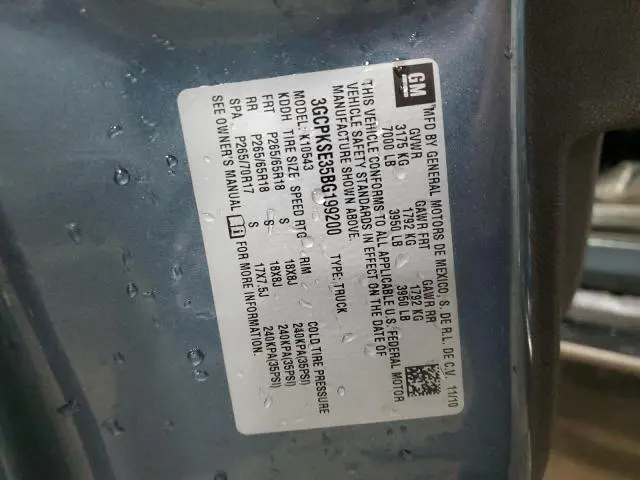 GM
MFD BY GENERAL MOTORS DE MEXICO, S. DE R.L. DE C.V. 11/10
GVWR GAWR FRT GAWR RR
3175 KG 1792 KG 1792 KG
7000 LB 3950 LB 3950 LB
THIS VEHICLE CONFORMS TO ALL APPLICABLE U.S. FEDERAL MOTOR
VEHICLE SAFETY STANDARDS IN EFFECT ON THE DATE OF
MANUFACTURE SHOWN ABOVE.
3GCPKSE35BG199200 TYPE: TRUCK
MODEL: K10543
KDDH TIRE SIZE SPEED RTG RIM COLD TIRE PRESSURE
FRT P265/65R18 S 18X8J 240KPA(35PSI)
RR P265/65R18 S 18X8J 240KPA(35PSI)
SPA P265/70R17 S 17X7.5J 240KPA(35PSI)
SEE OWNER'S MANUAL FOR MORE INFORMATION.